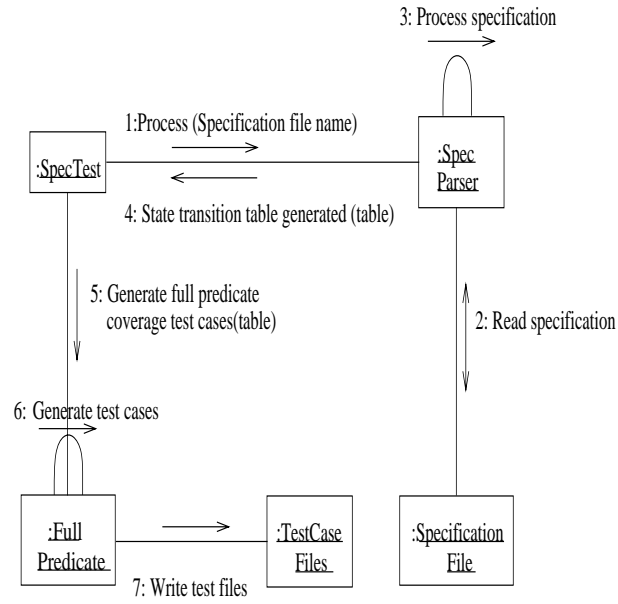 3: Process specification
1:Process (Specification file name)
:SpecTest
:Spec
Parser
4: State transition table generated (table)
5: Generate full predicate
coverage test cases(table)
2: Read specification
6: Generate test cases
:Full
Predicate
:TestCase
Files
:Specification
File
7: Write test files